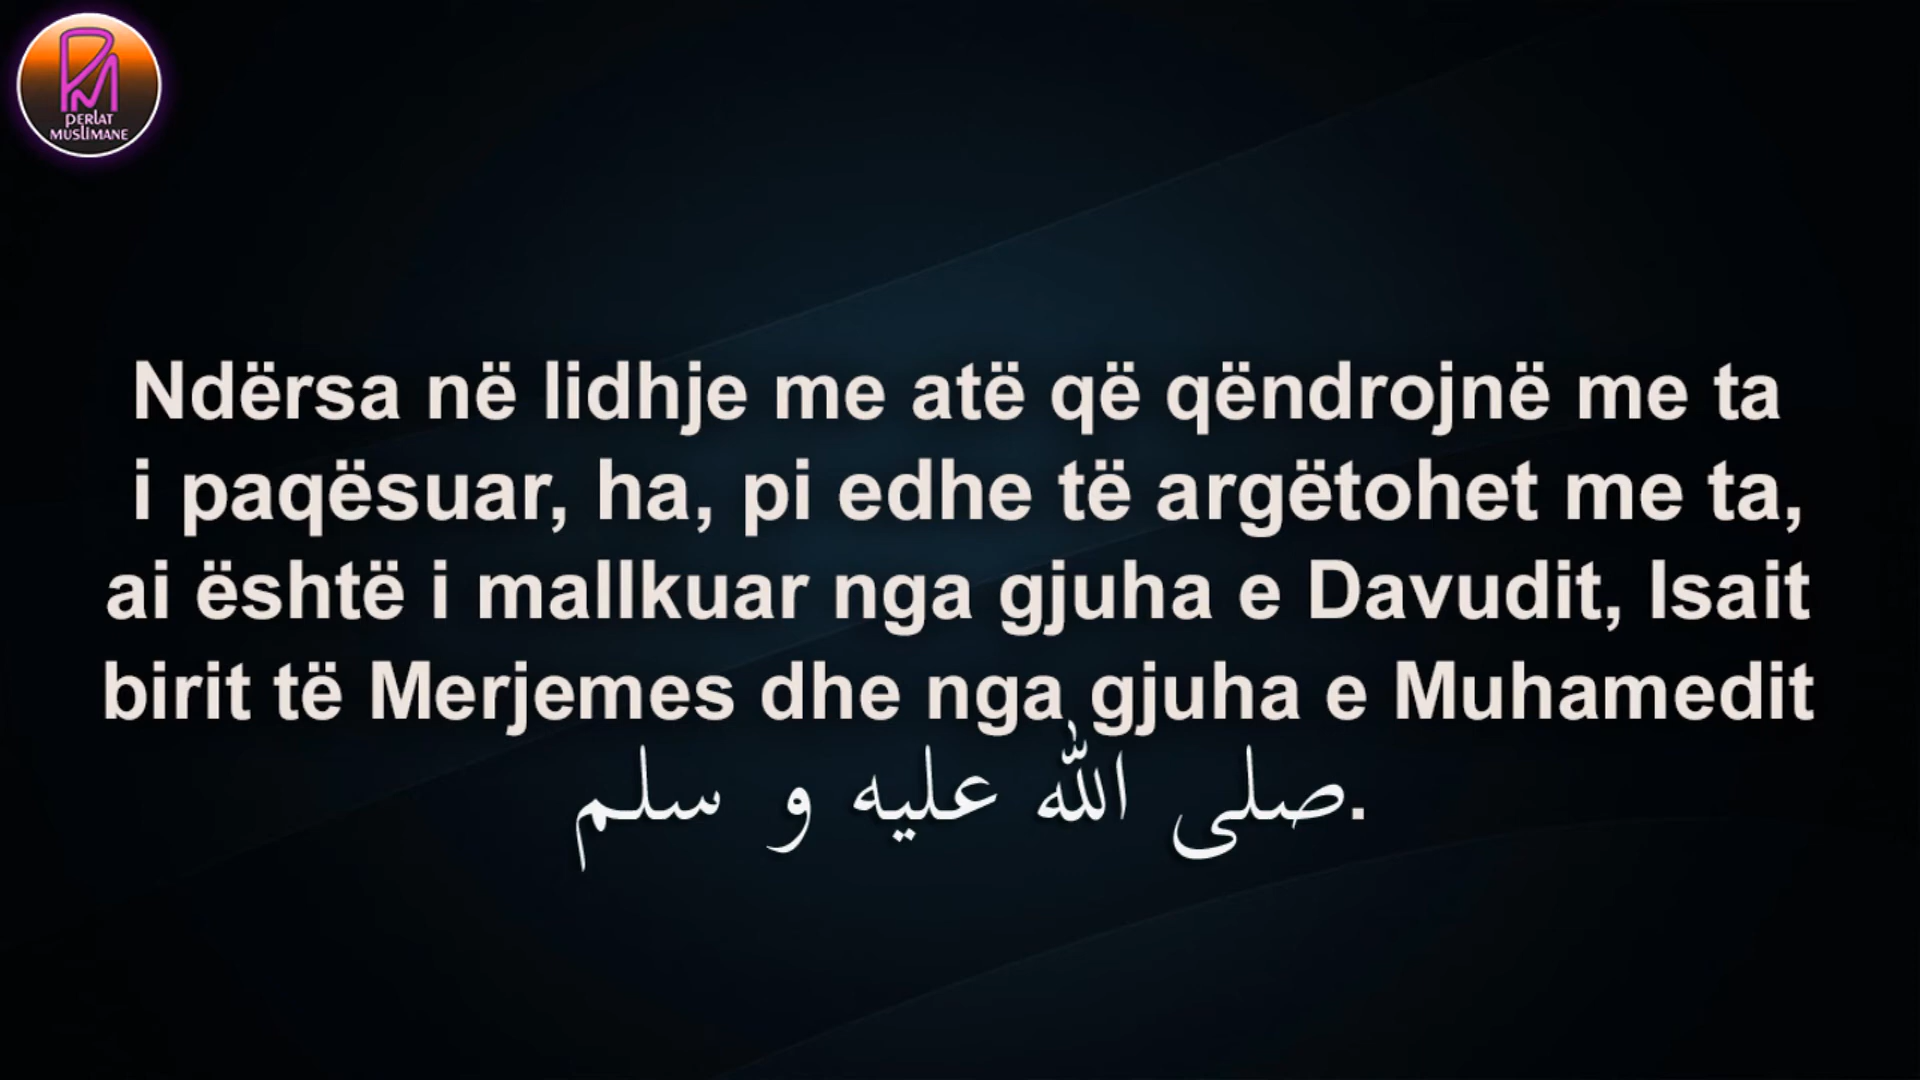 PERLAT
MUSLIMANE
Ndërsa në lidhje me atë që qëndrojnë me ta
i paqësuar, ha, pi edhe të argëtohet me ta,
ai është i mallkuar nga gjuha e Davudit, Isait
birit të Merjemes dhe nga gjuha e Muhamedit
صلى الله عليه و سلم.